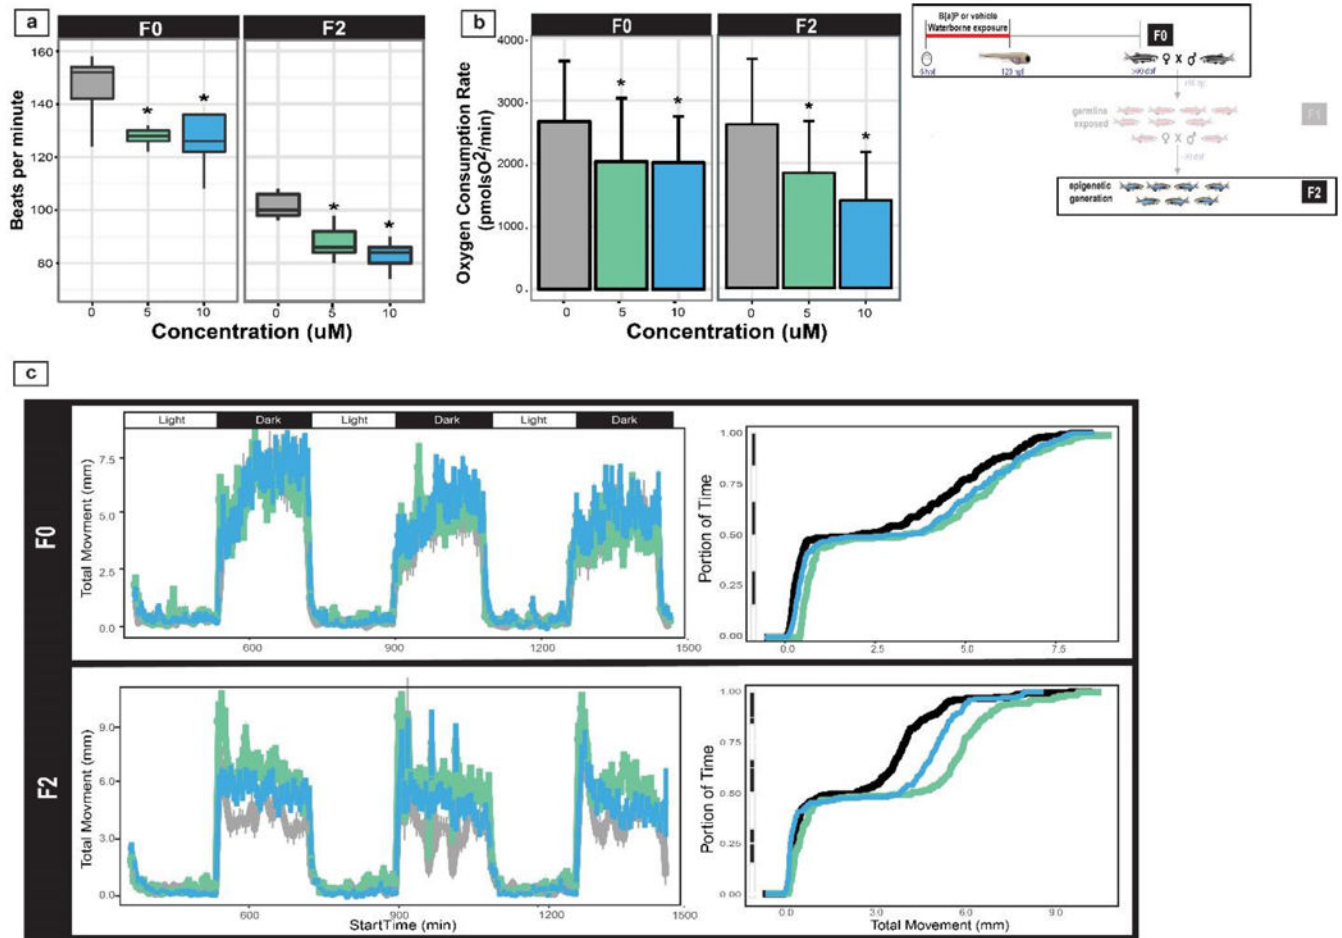 a
F0 F2
Beats per minute
160
140
120
100
80
0 5 10 0 5 10
* * * *
Concentration (uM)
b
F0 F2
Oxygen Consumption Rate
(pmolsO²/min)
4000
3000
2000
1000
0
0 5 10 0 5 10
* * * *
Concentration (uM)
B[a]P or vehicle
Waterborne exposure
F0
♀ X ♂
germline
exposed
F1
♀ X ♂
epigenetic
generation
F2
c
F0
Light Dark Light Dark Light Dark
Total Movment (mm)
7.5
5.0
2.5
0.0
600 900 1200 1500
Portion of Time
1.00
0.75
0.50
0.25
0.00
0.0 2.5 5.0 7.5
F2
Total Movment (mm)
9.0
6.0
3.0
0.0
600 900 1200 1500
StartTime (min)
Portion of Time
1.00
0.75
0.50
0.25
0.00
0.0 3.0 6.0 9.0
Total Movement (mm)